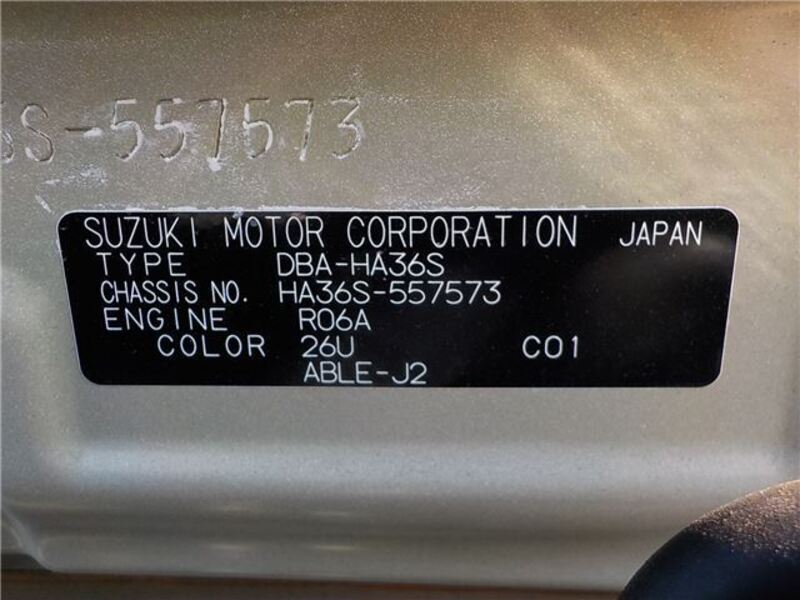 S-557573
SUZUKI MOTOR CORPORATION JAPAN
TYPE DBA-HA36S
CHASSIS NO. HA36S-557573
ENGINE R06A
COLOR 26U C01
ABLE-J2